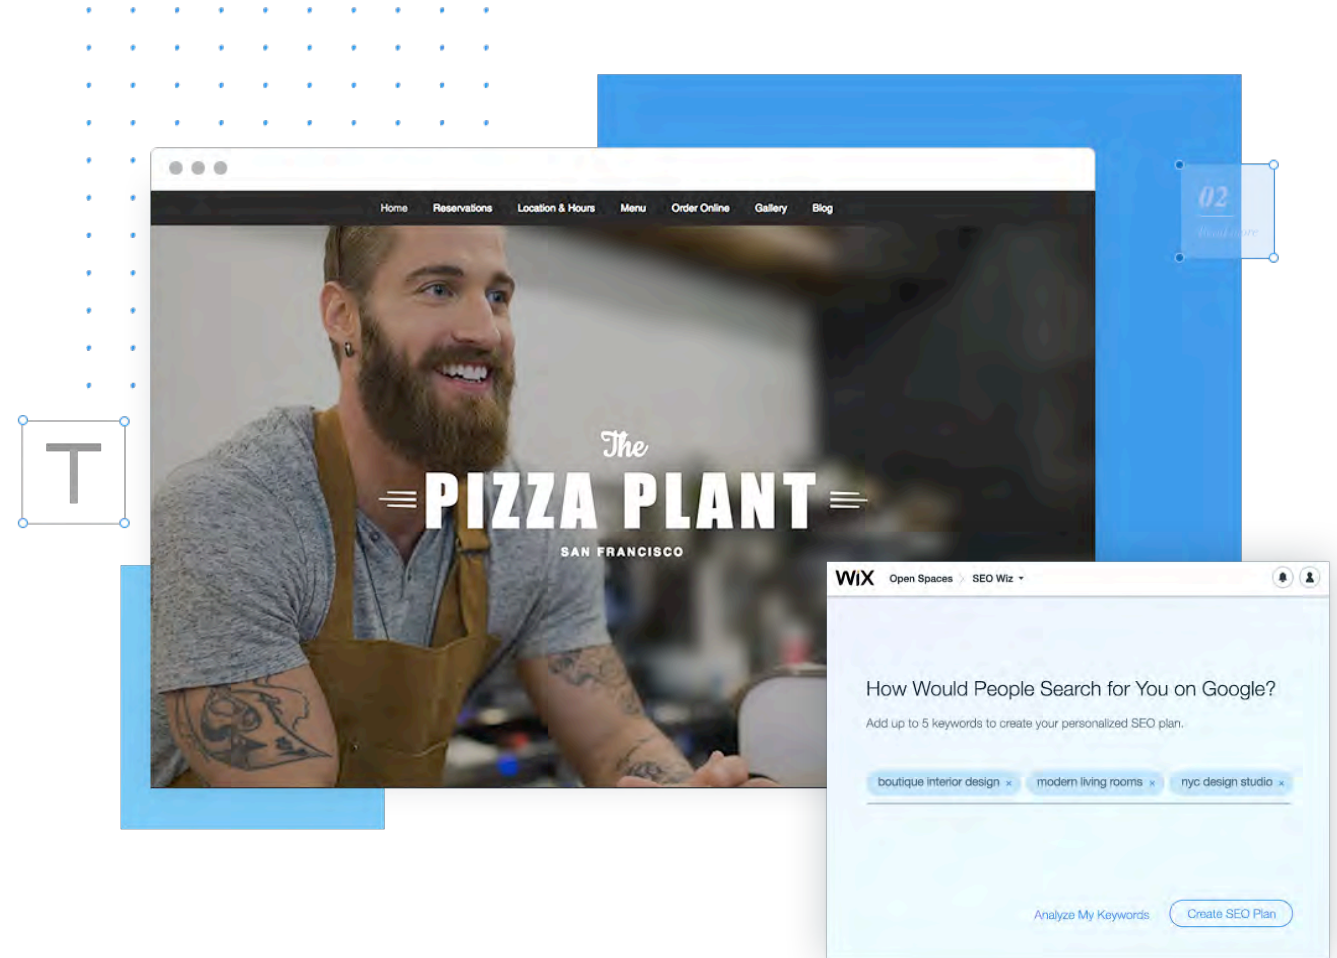 Home Reservations Location & Hours Menu Order Online Gallery Blog
02
T
The
PIZZA PLANT
SAN FRANCISCO
WiX Open Spaces SEO Wiz
How Would People Search for You on Google?
Add up to 5 keywords to create your personalized SEO plan.
boutique interior design × modern living rooms × nyc design studio ×
Analyze My Keywords Create SEO Plan